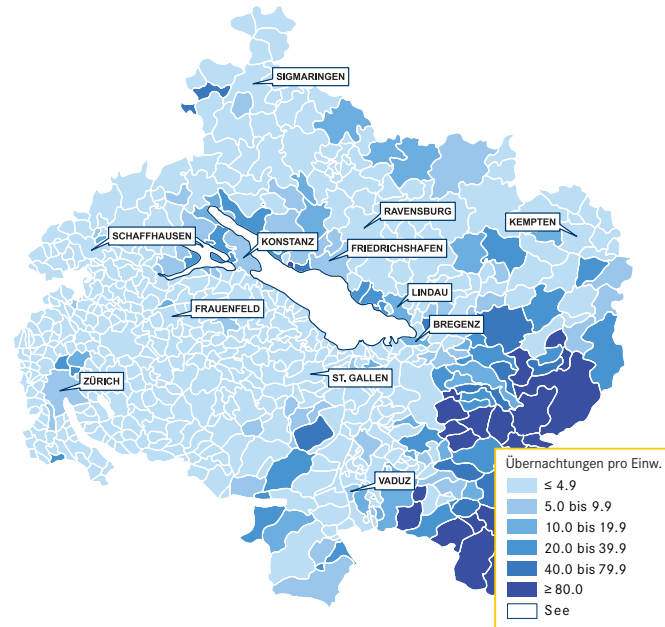 SIGMARINGEN
RAVENSBURG
KEMPTEN
SCHAFFHAUSEN
KONSTANZ
FRIEDRICHSHAFEN
LINDAU
FRAUENFELD
BREGENZ
ZÜRICH
ST. GALLEN
VADUZ
Übernachtungen pro Einw.
≤ 4.9
5.0 bis 9.9
10.0 bis 19.9
20.0 bis 39.9
40.0 bis 79.9
≥ 80.0
See